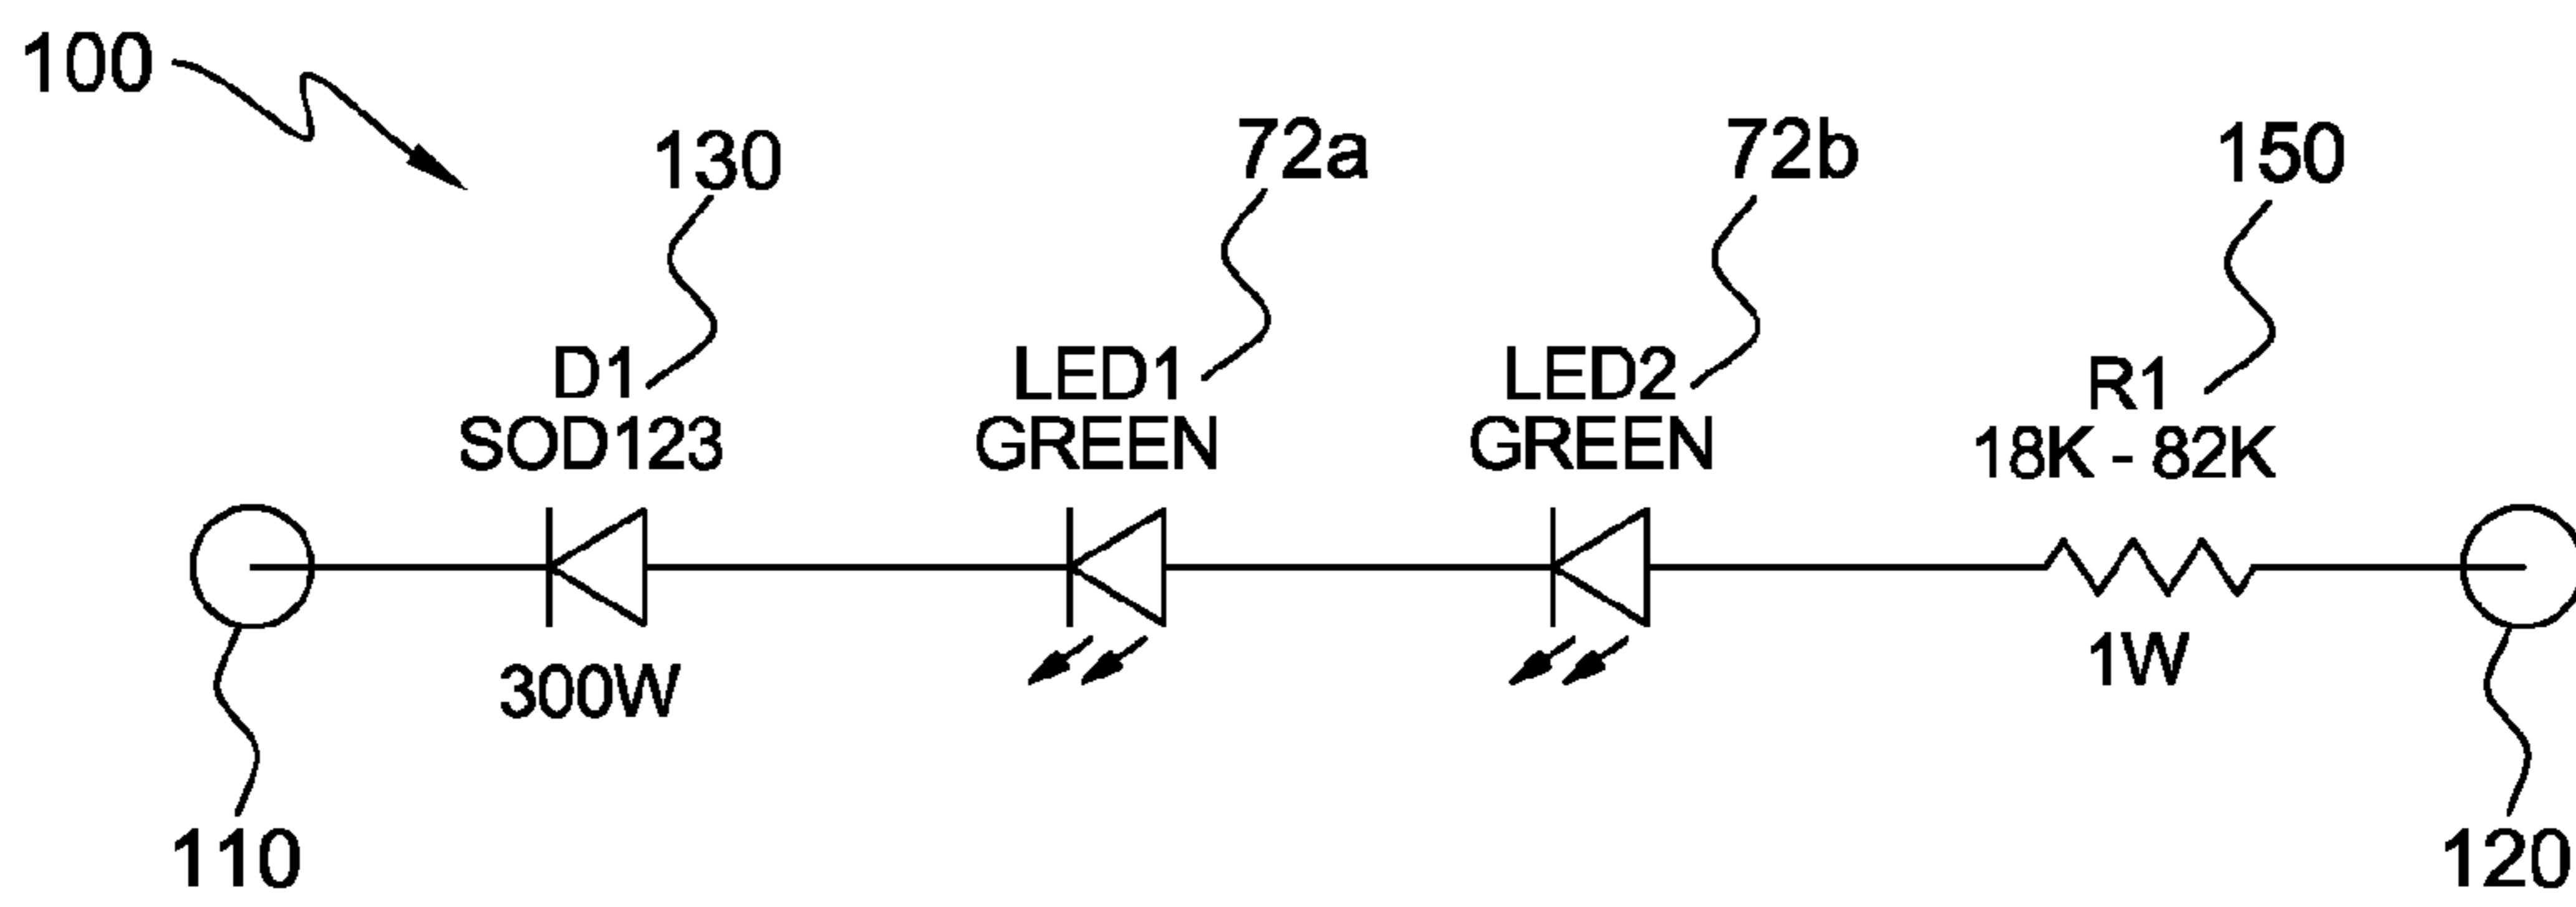 100
130
72a
72b
150
D1
SOD123
LED1
GREEN
LED2
GREEN
R1
18K - 82K
300W
1W
110
120